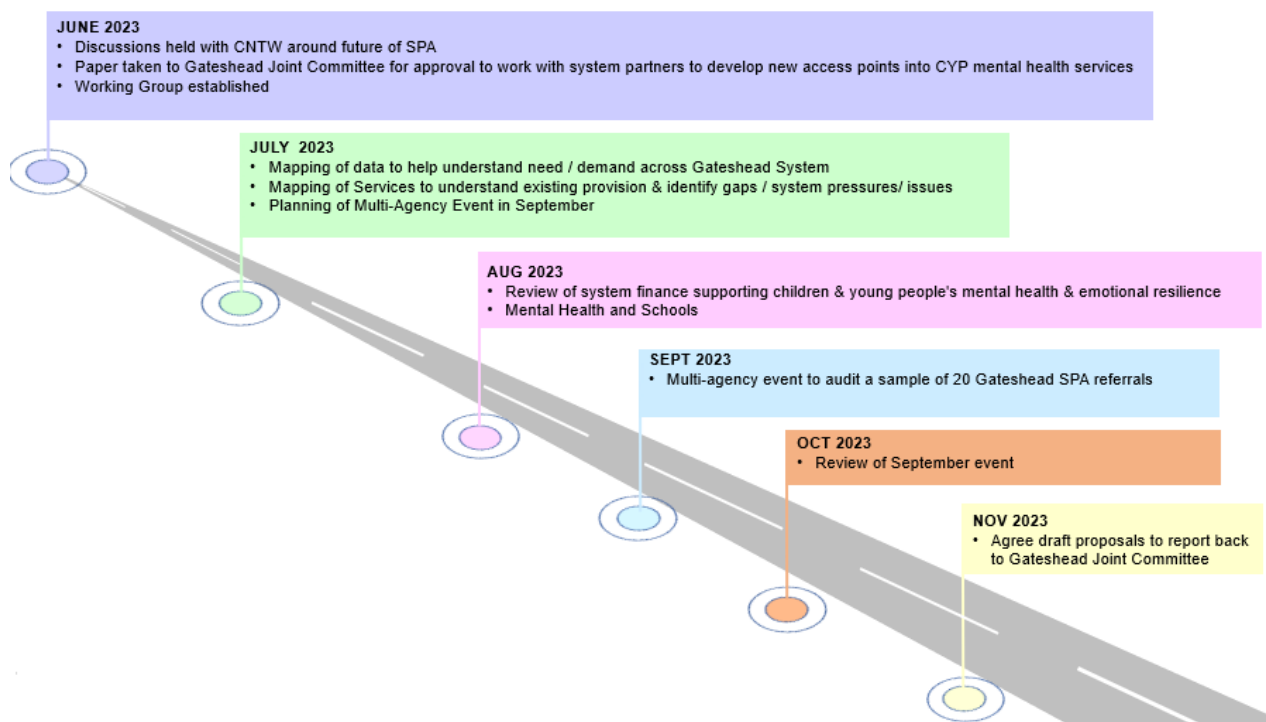 JUNE 2023
• Discussions held with CNTW around future of SPA
• Paper taken to Gateshead Joint Committee for approval to work with system partners to develop new access points into CYP mental health services
• Working Group established
JULY 2023
• Mapping of data to help understand need / demand across Gateshead System
• Mapping of Services to understand existing provision & identify gaps / system pressures/ issues
• Planning of Multi-Agency Event in September
AUG 2023
• Review of system finance supporting children & young people's mental health & emotional resilience
• Mental Health and Schools
SEPT 2023
• Multi-agency event to audit a sample of 20 Gateshead SPA referrals
OCT 2023
• Review of September event
NOV 2023
• Agree draft proposals to report back
to Gateshead Joint Committee